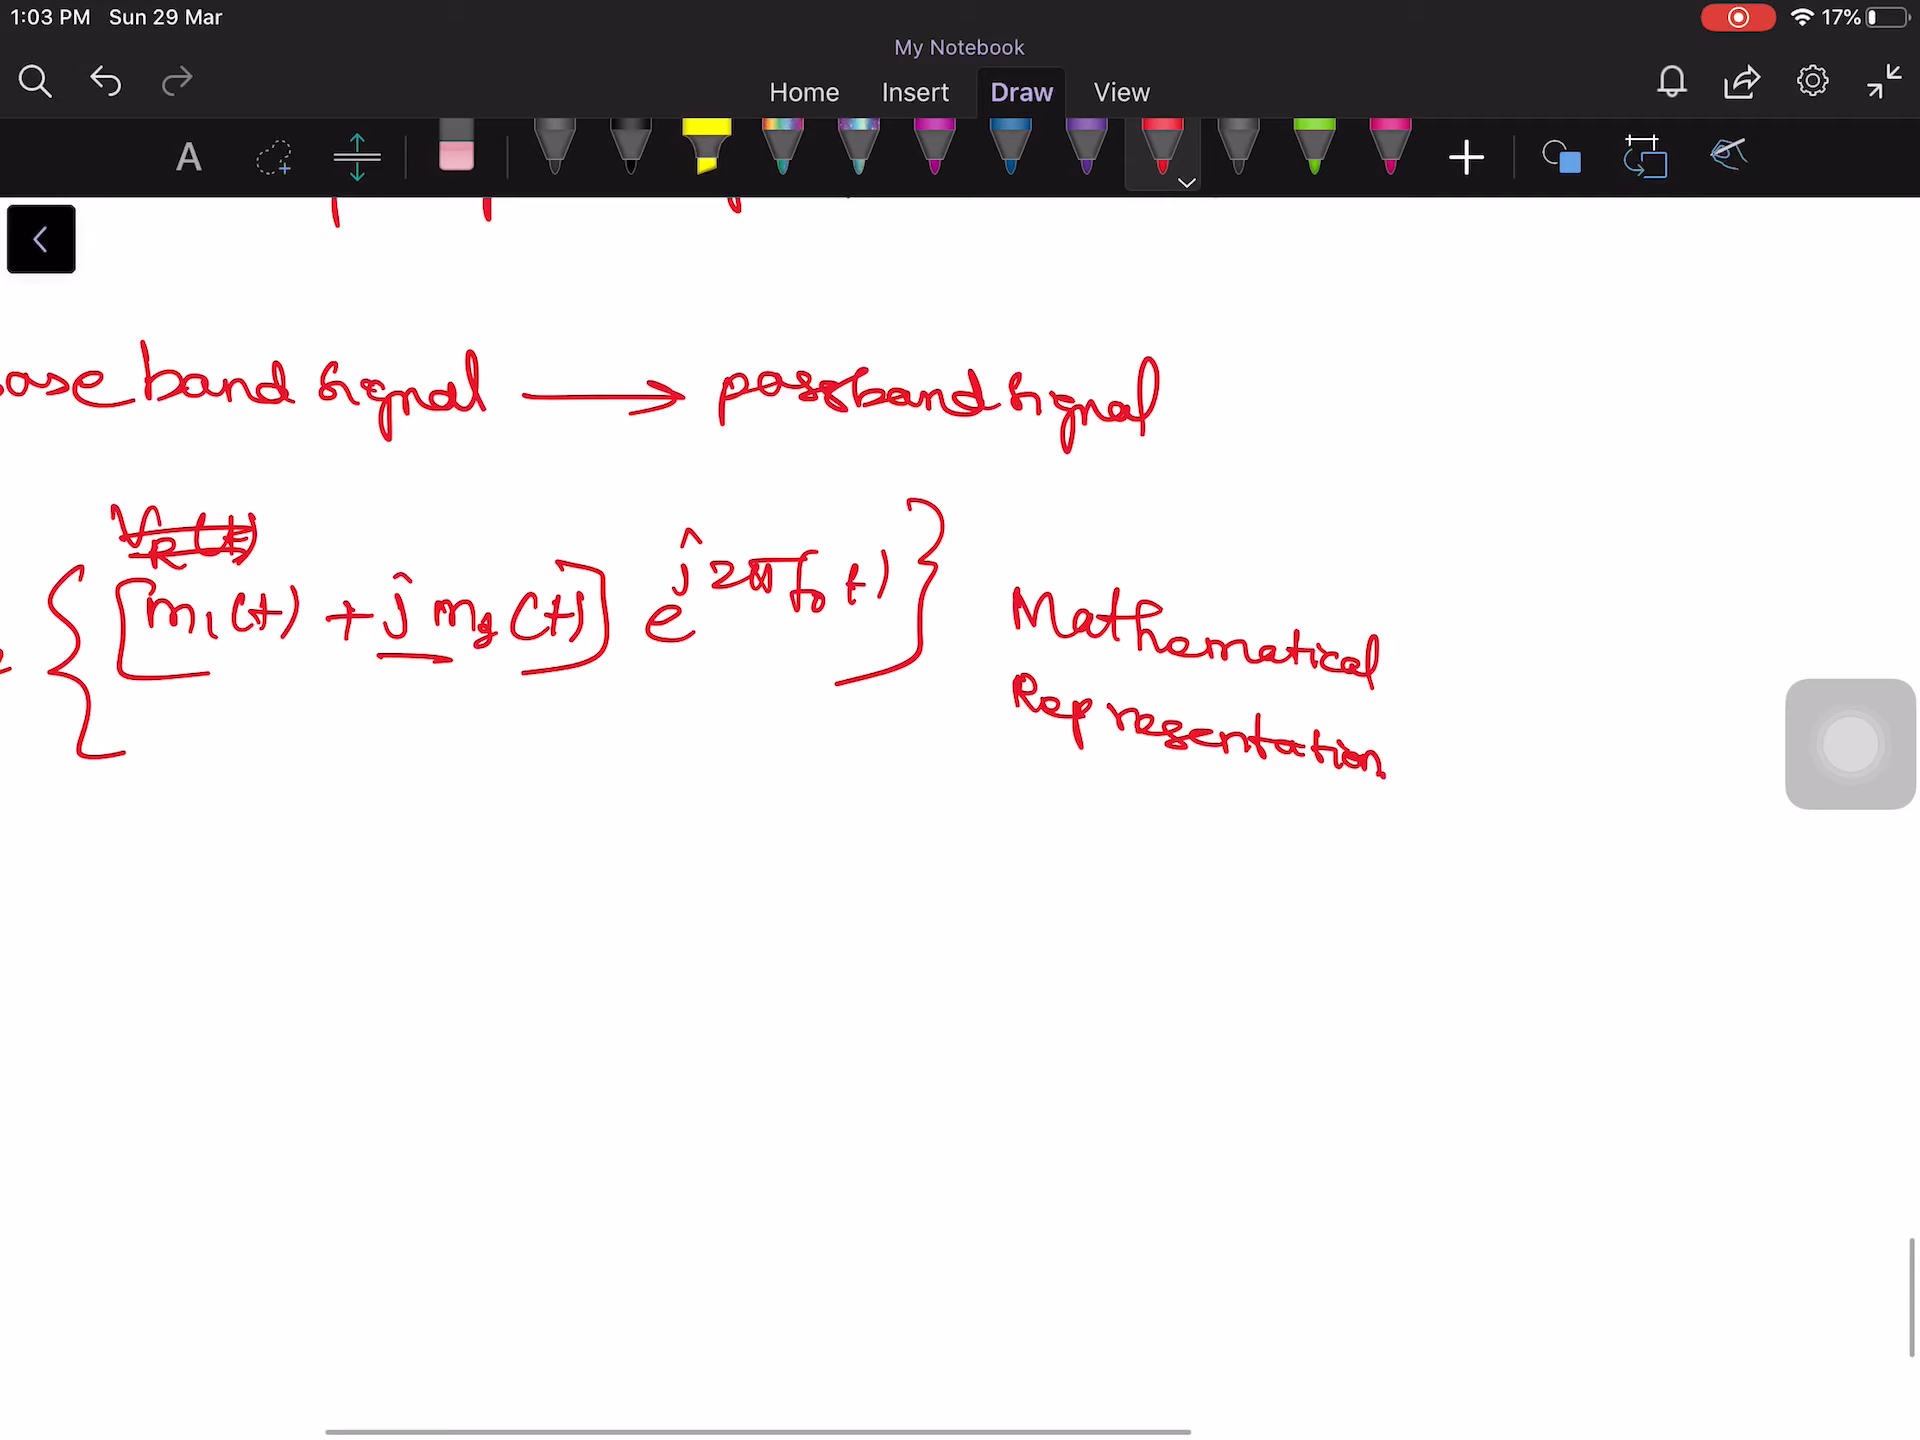 1:03 PM Sun 29 Mar
17%
My Notebook
Home Insert Draw View
A
ase band signal → passband signal
{ [m₁(t) + ĵ m₂(t)] e^ĵ2πf₀t) }
Mathematical
Representation